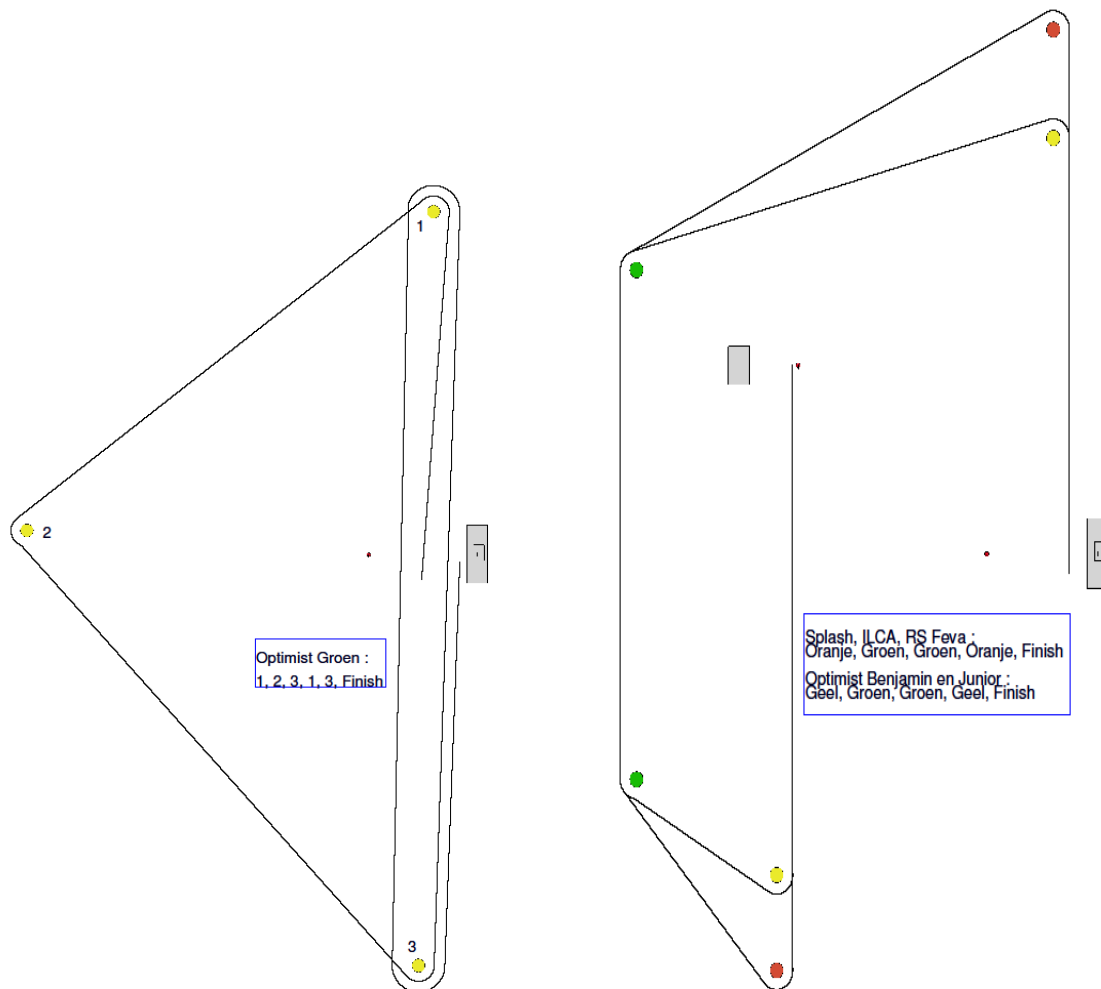 1
2
Optimist Groen :
1, 2, 3, 1, 3, Finish
3
Splash, ILCA, RS Feva :
Oranje, Groen, Groen, Oranje, Finish
Optimist Benjamin en Junior :
Geel, Groen, Groen, Geel, Finish